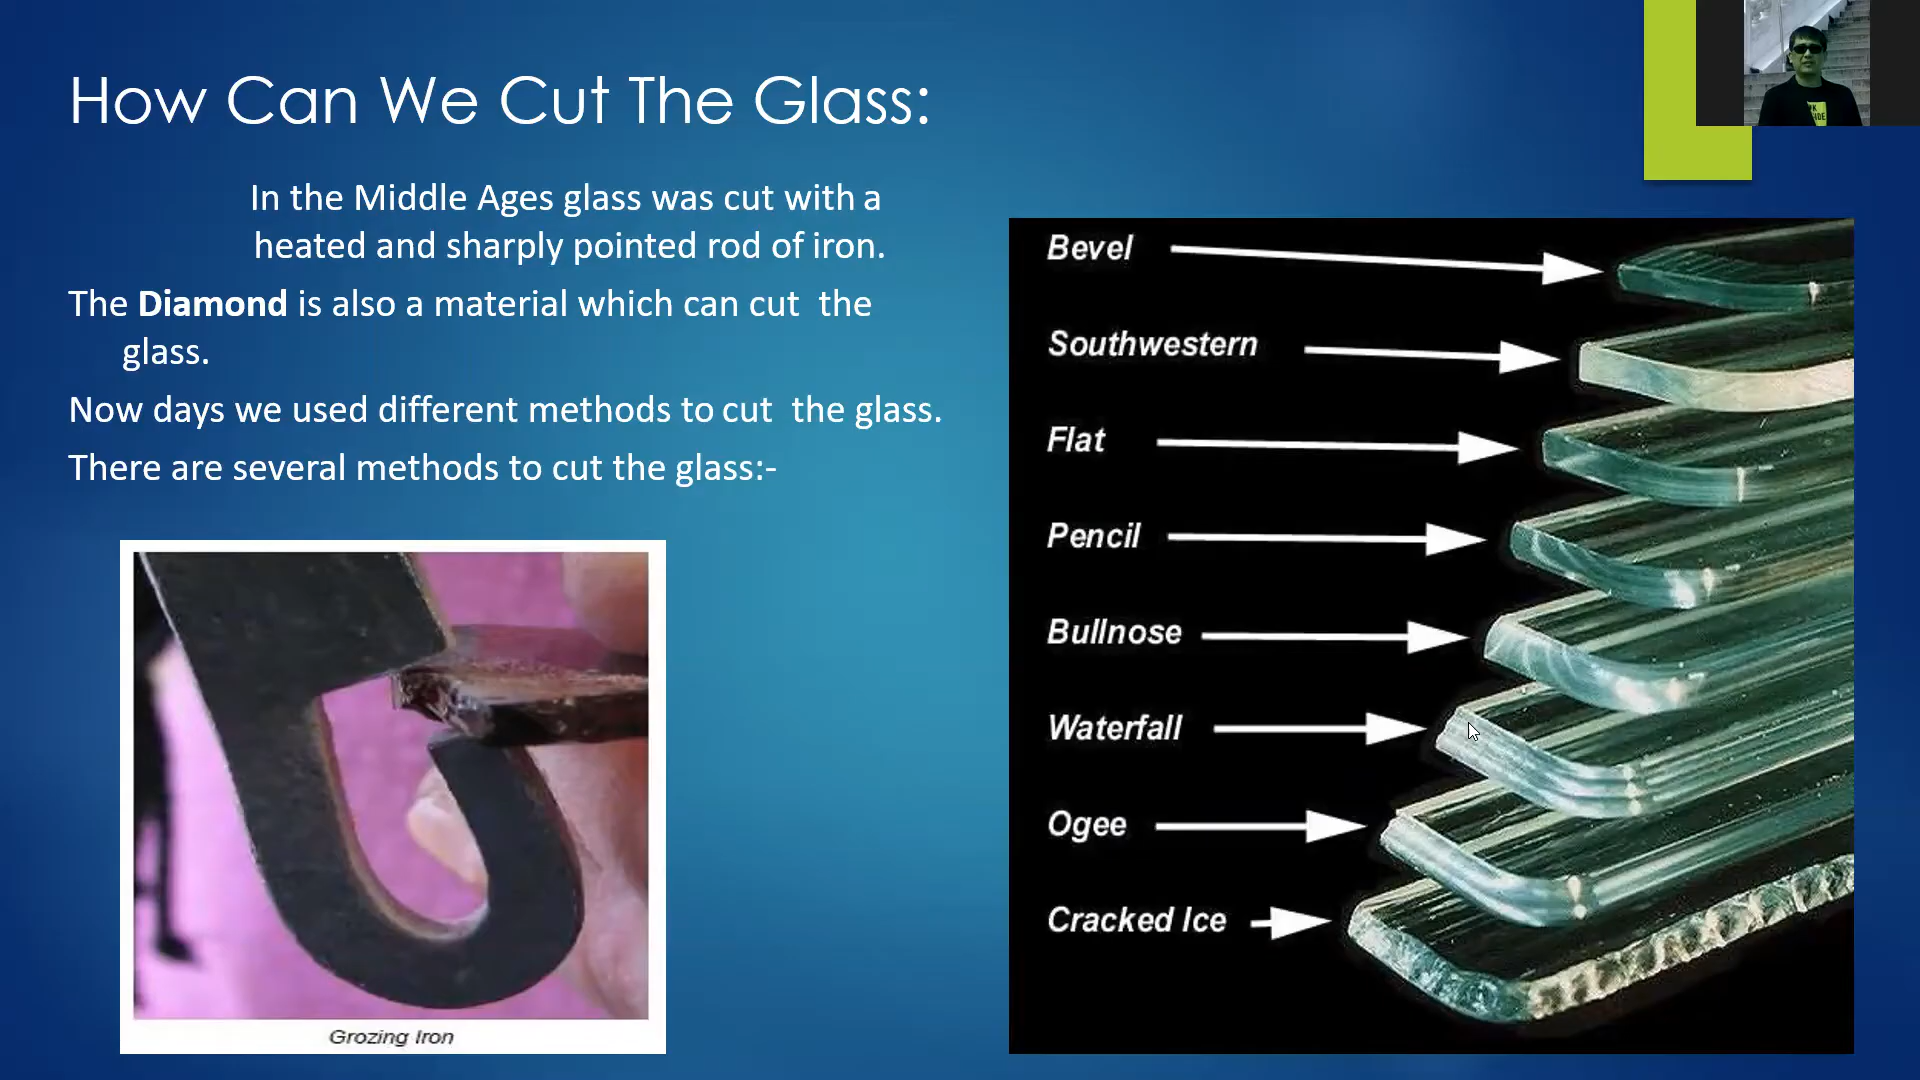 How Can We Cut The Glass:
In the Middle Ages glass was cut with a
heated and sharply pointed rod of iron.
The Diamond is also a material which can cut the
glass.
Now days we used different methods to cut the glass.
There are several methods to cut the glass:-
Grozing Iron
Bevel
Southwestern
Flat
Pencil
Bullnose
Waterfall
Ogee
Cracked Ice